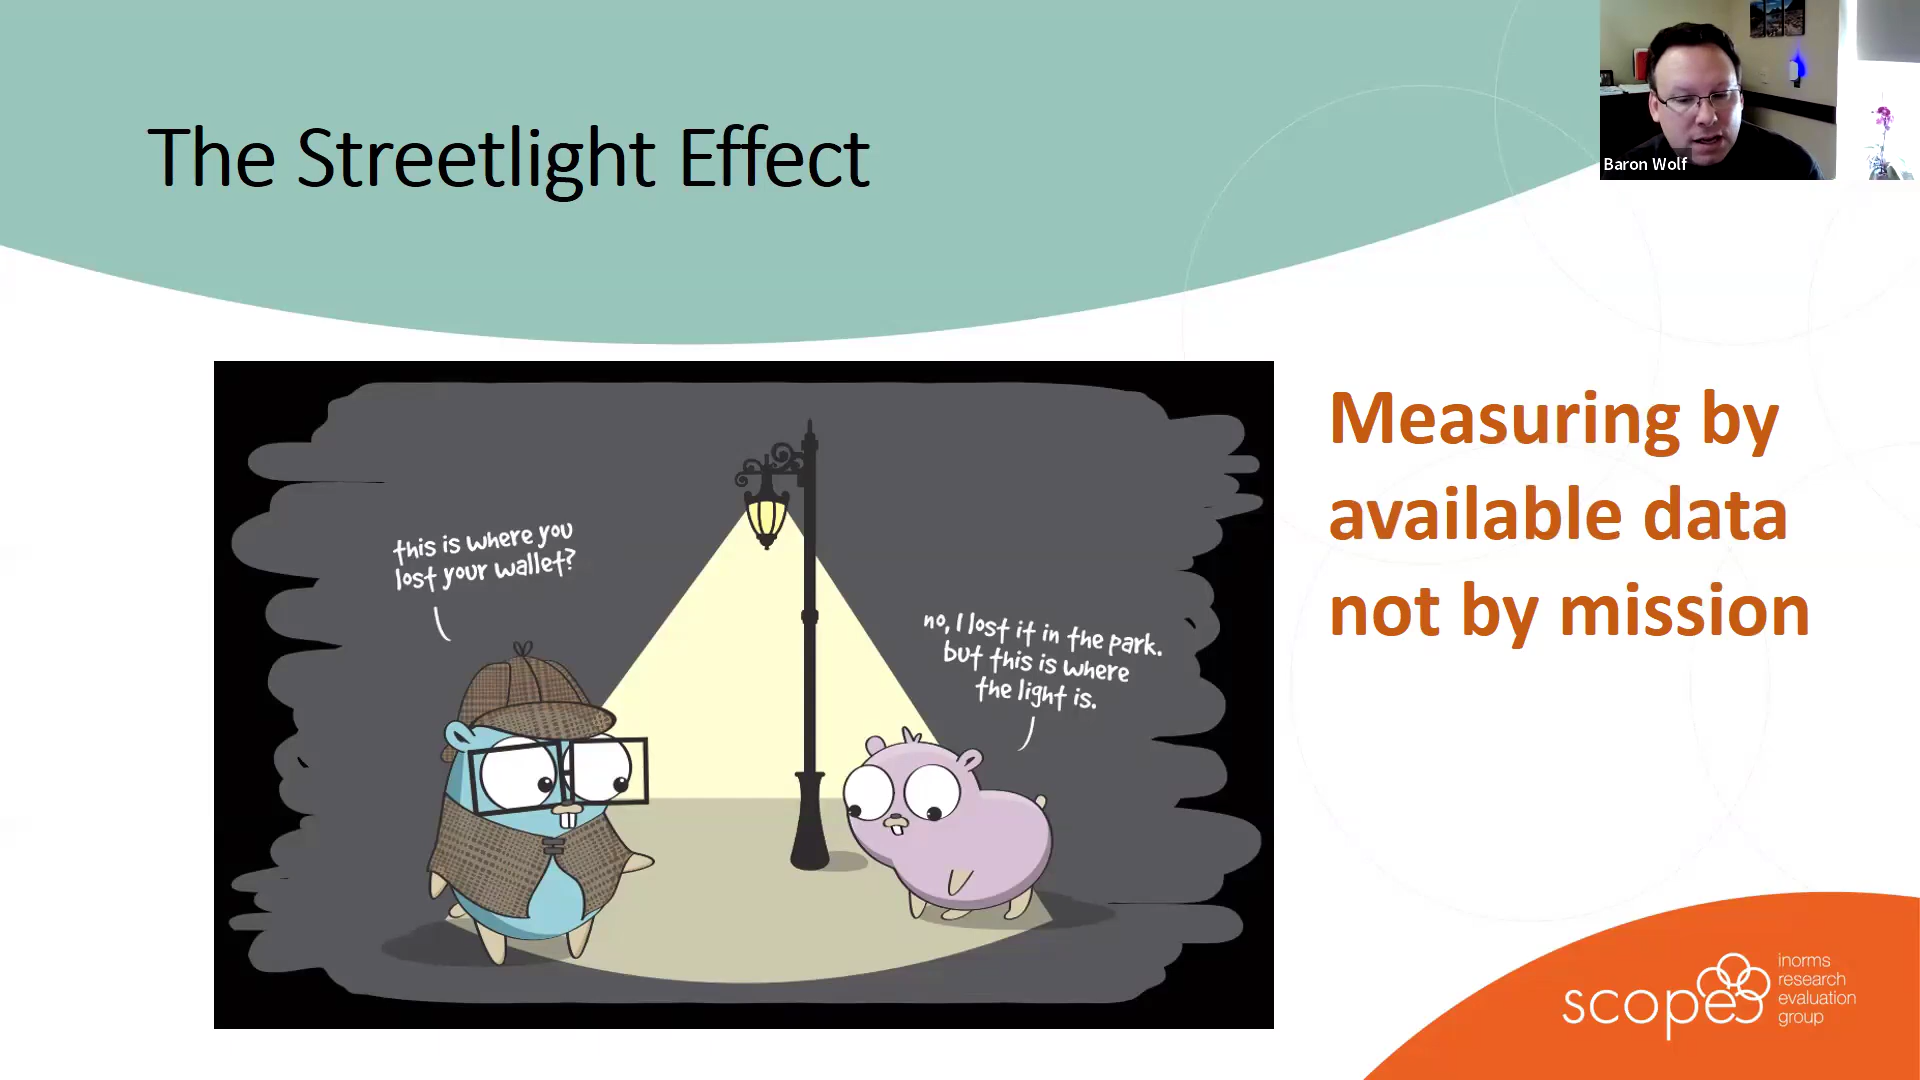 The Streetlight Effect
Baron Wolf
this is where you
lost your wallet?
no, I lost it in the park.
but this is where
the light is.
Measuring by
available data
not by mission
scope
inorms
research
evaluation
group